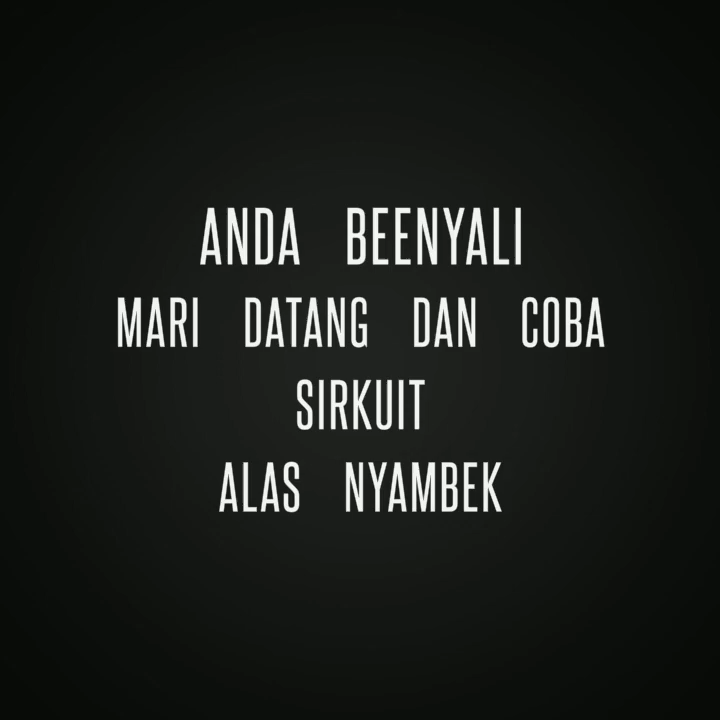 ANDA BEENYALI
MARI DATANG DAN COBA
SIRKUIT
ALAS NYAMBEK